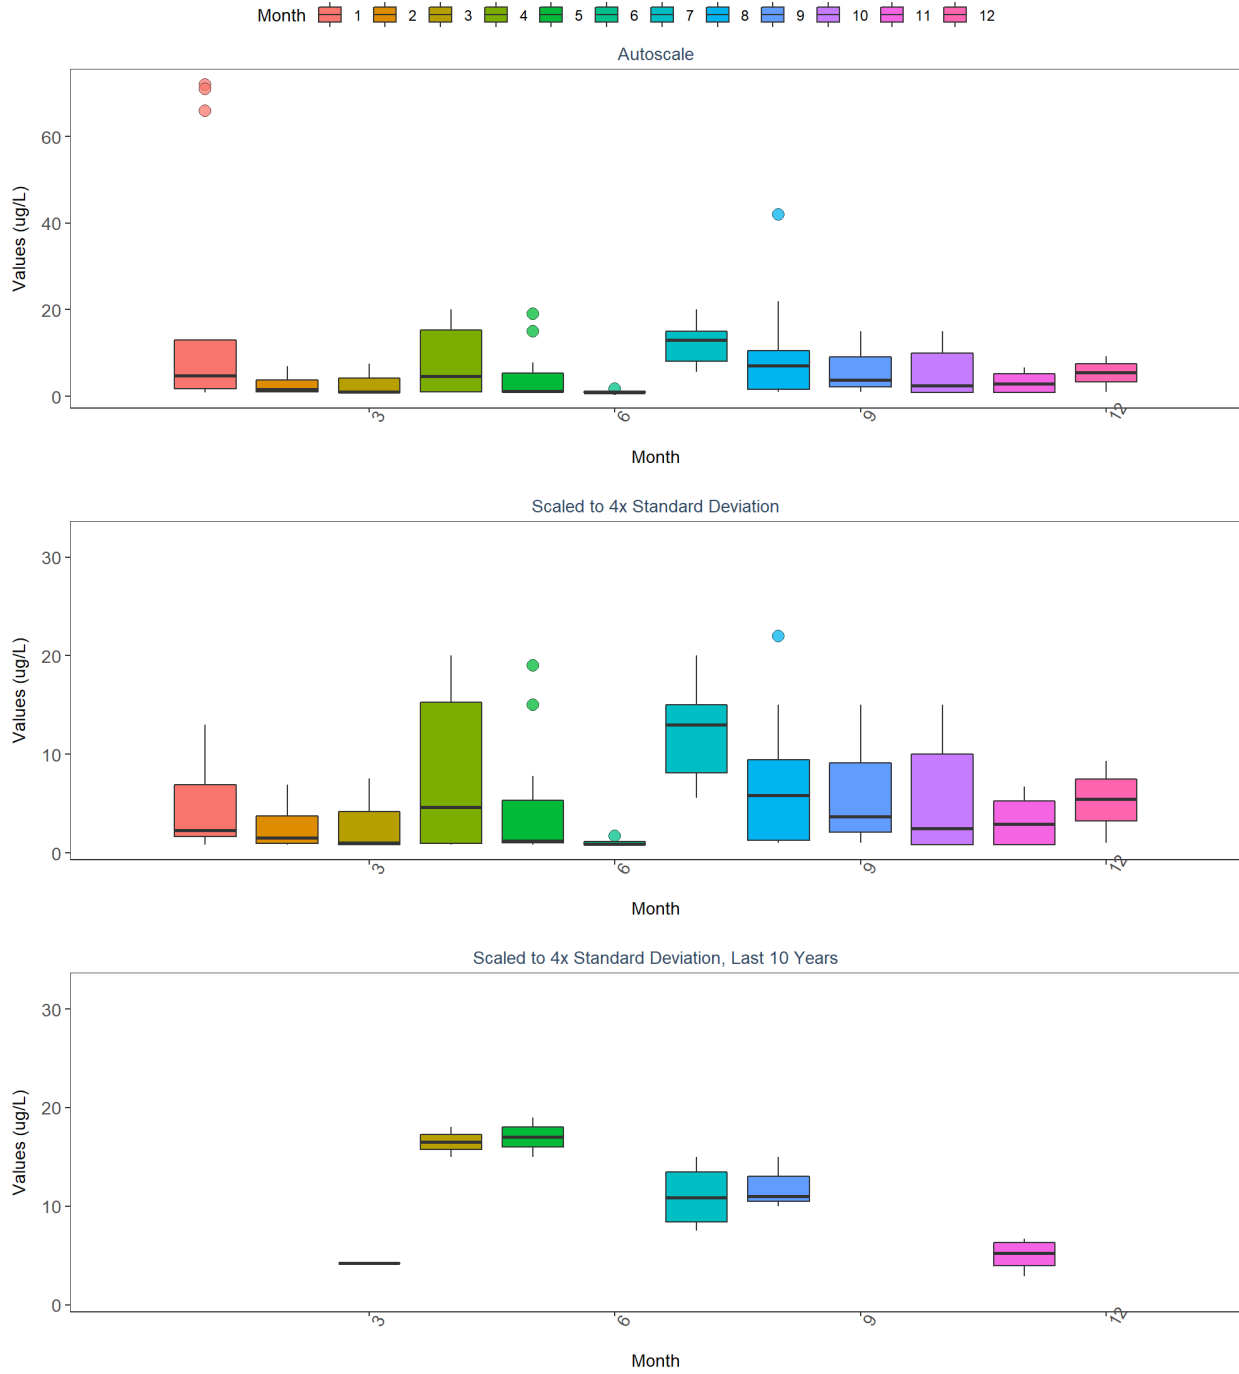 Month 1 2 3 4 5 6 7 8 9 10 11 12
Autoscale
Values (ug/L)
60
40
20
0
3 6 9 12
Month
Scaled to 4x Standard Deviation
Values (ug/L)
30
20
10
0
3 6 9 12
Month
Scaled to 4x Standard Deviation, Last 10 Years
Values (ug/L)
30
20
10
0
3 6 9 12
Month